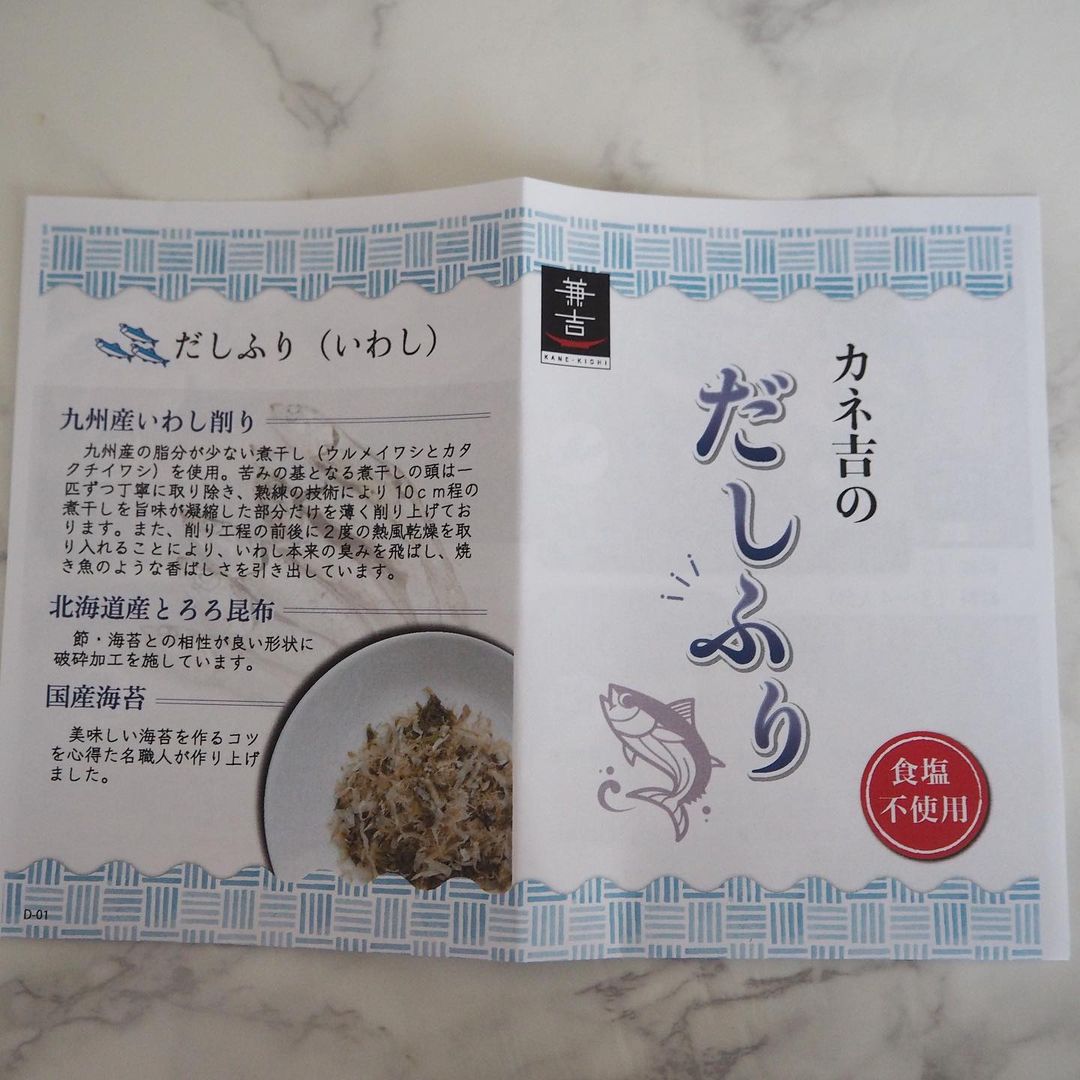 だしふり（いわし）
九州産いわし削り
九州産の脂分が少ない煮干し（ウルメイワシとカタ
クチイワシ）を使用。苦みの基となる煮干しの頭は一
匹ずつ丁寧に取り除き、熟練の技術により10cm程の
煮干しを旨味が凝縮した部分だけを薄く削り上げてお
ります。また、削り工程の前後に２度の熱風乾燥を取
り入れることにより、いわし本来の臭みを飛ばし、焼
き魚のような香ばしさを引き出しています。
北海道産とろろ昆布
節・海苔との相性が良い形状に
破砕加工を施しています。
国産海苔
美味しい海苔を作るコツ
を心得た名職人が作り上げ
ました。
D-01
兼吉
KANE-KICHI
カネ吉の
だしふり
食塩
不使用